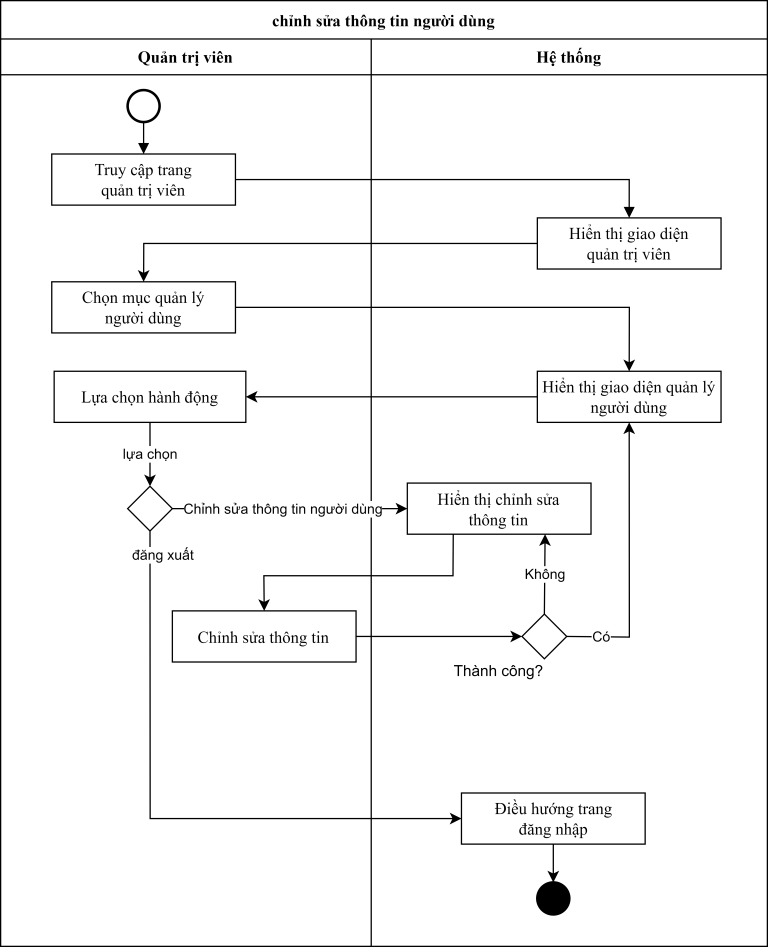 chỉnh sửa thông tin người dùng
Quản trị viên
Hệ thống
Truy cập trang
quản trị viên
Hiển thị giao diện
quản trị viên
Chọn mục quản lý
người dùng
Hiển thị giao diện quản lý
người dùng
Lựa chọn hành động
lựa chọn
Chỉnh sửa thông tin người dùng
Hiển thị chỉnh sửa
thông tin
đăng xuất
Không
Chỉnh sửa thông tin
Có
Thành công?
Điều hướng trang
đăng nhập